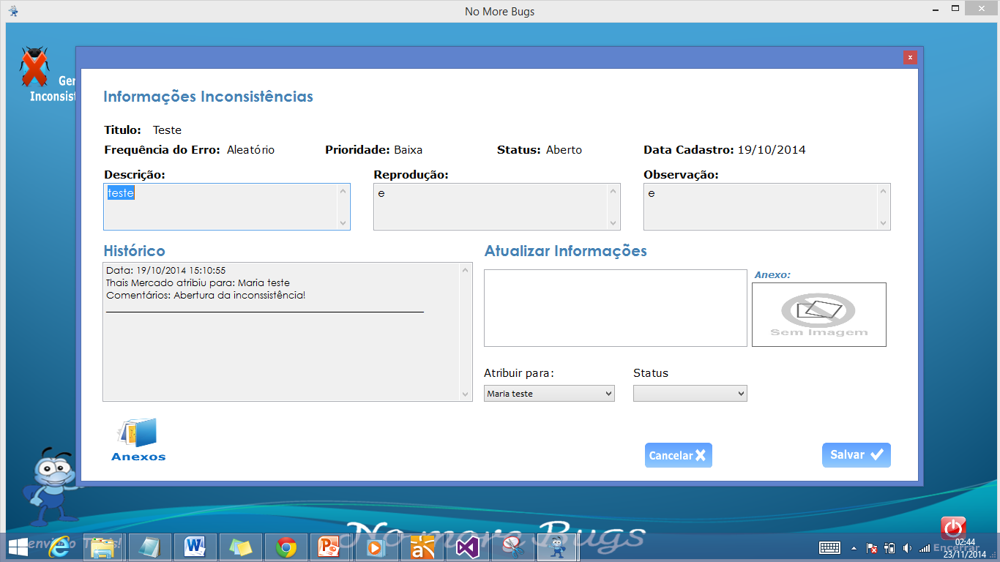 No More Bugs
Ger
Inconsist
Informações Inconsistências
Titulo: Teste
Frequência do Erro: Aleatório Prioridade: Baixa Status: Aberto Data Cadastro: 19/10/2014
Descrição: Reprodução: Observação:
teste e e
Histórico
Data: 19/10/2014 15:10:55
Thais Mercado atribiu para: Maria teste
Comentários: Abertura da inconssistência!
Atualizar Informações
Anexo:
Sem Imagem
Atribuir para: Status
Maria teste
Anexos
Cancelar Salvar
No more Bugs
02:44
Encerrar
23/11/2014